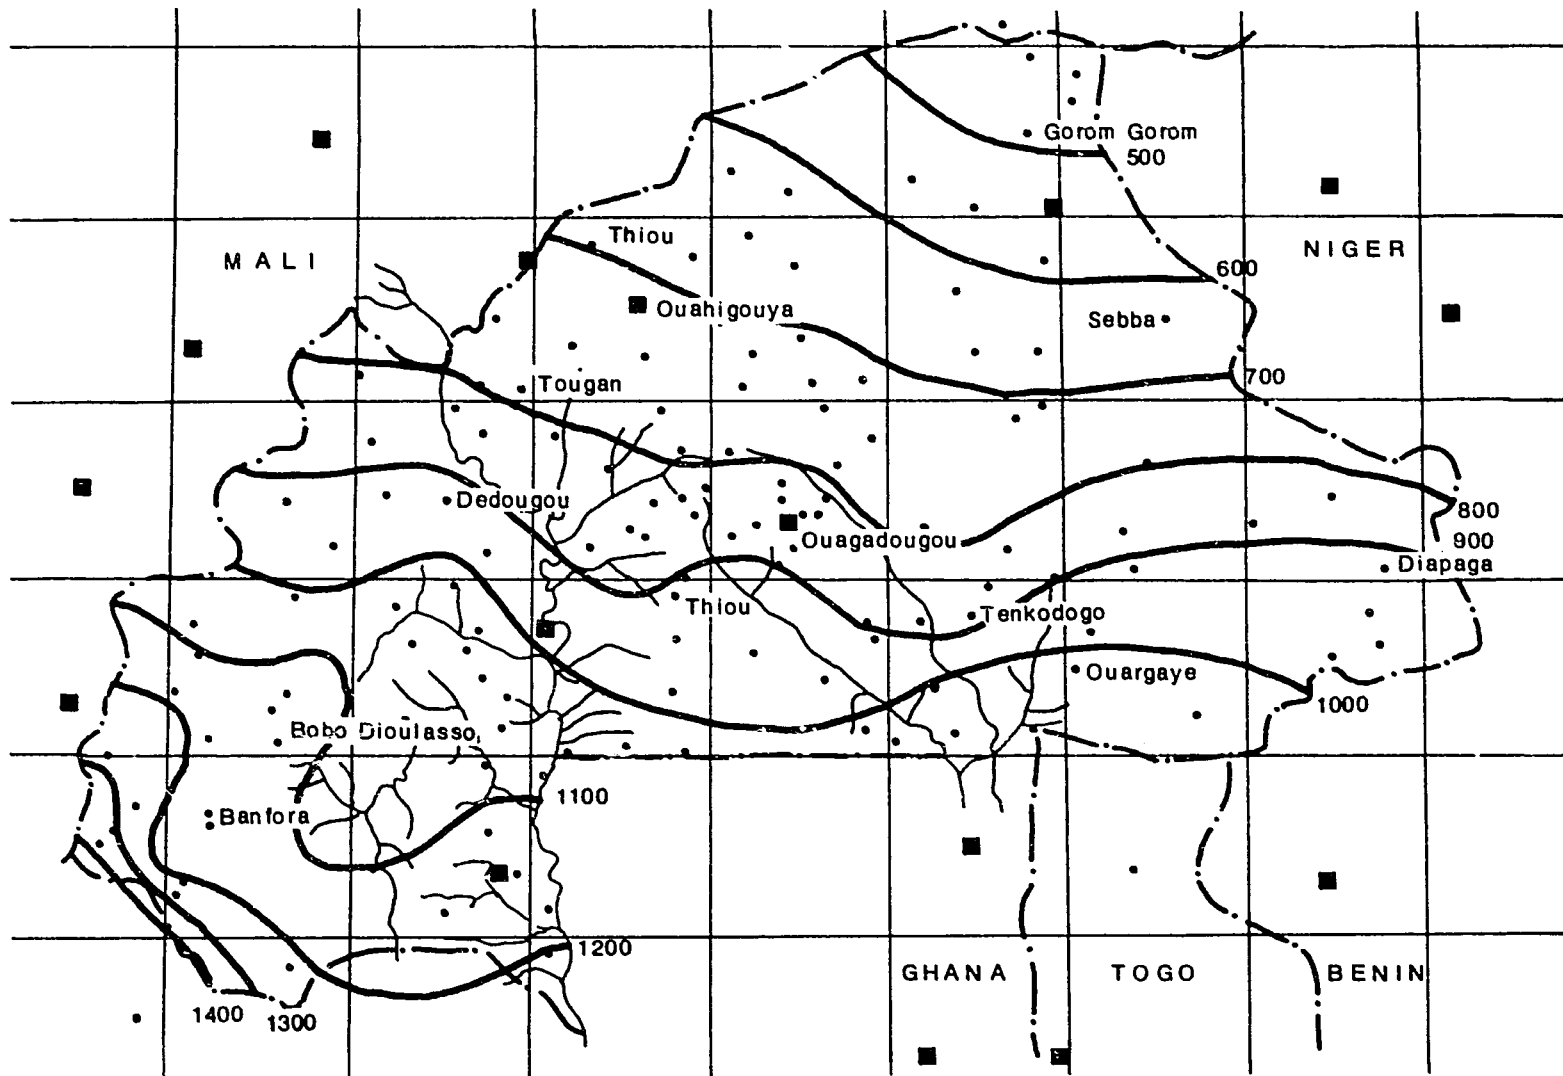 Gorom Gorom
500
Thiou
MALI
NIGER
600
Ouahigouya
Sebba
700
Tougan
Dedougou
800
Ouagadougou
900
Diapaga
Thiou
Tenkodogo
Ouargaye
1000
Bobo Dioulasso
1100
Banfora
1200
GHANA
TOGO
BENIN
1400
1300